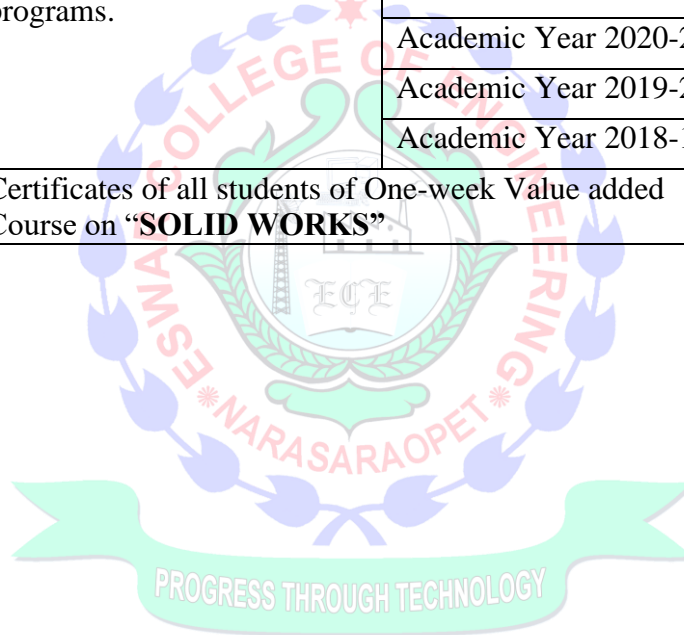 programs.
Academic Year 2020-2
Academic Year 2019-2
Academic Year 2018-1
Certificates of all students of One-week Value added
Course on “SOLID WORKS”
ESWAR COLLEGE OF ENGINEERING
ECE
*NARASARAOPET*
PROGRESS THROUGH TECHNOLOGY